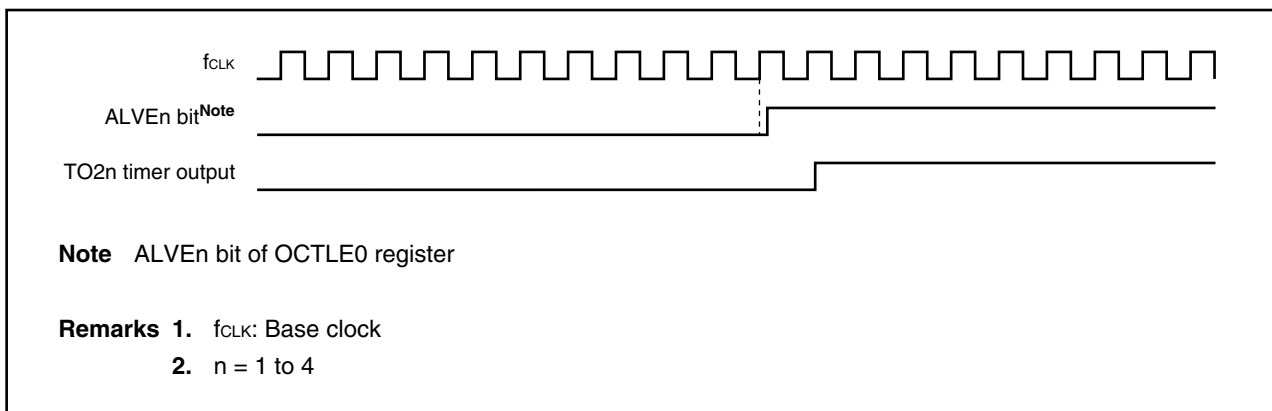 fCLK
ALVEn bitNote
TO2n timer output
Note ALVEn bit of OCTLE0 register
Remarks 1. fCLK: Base clock
2. n = 1 to 4